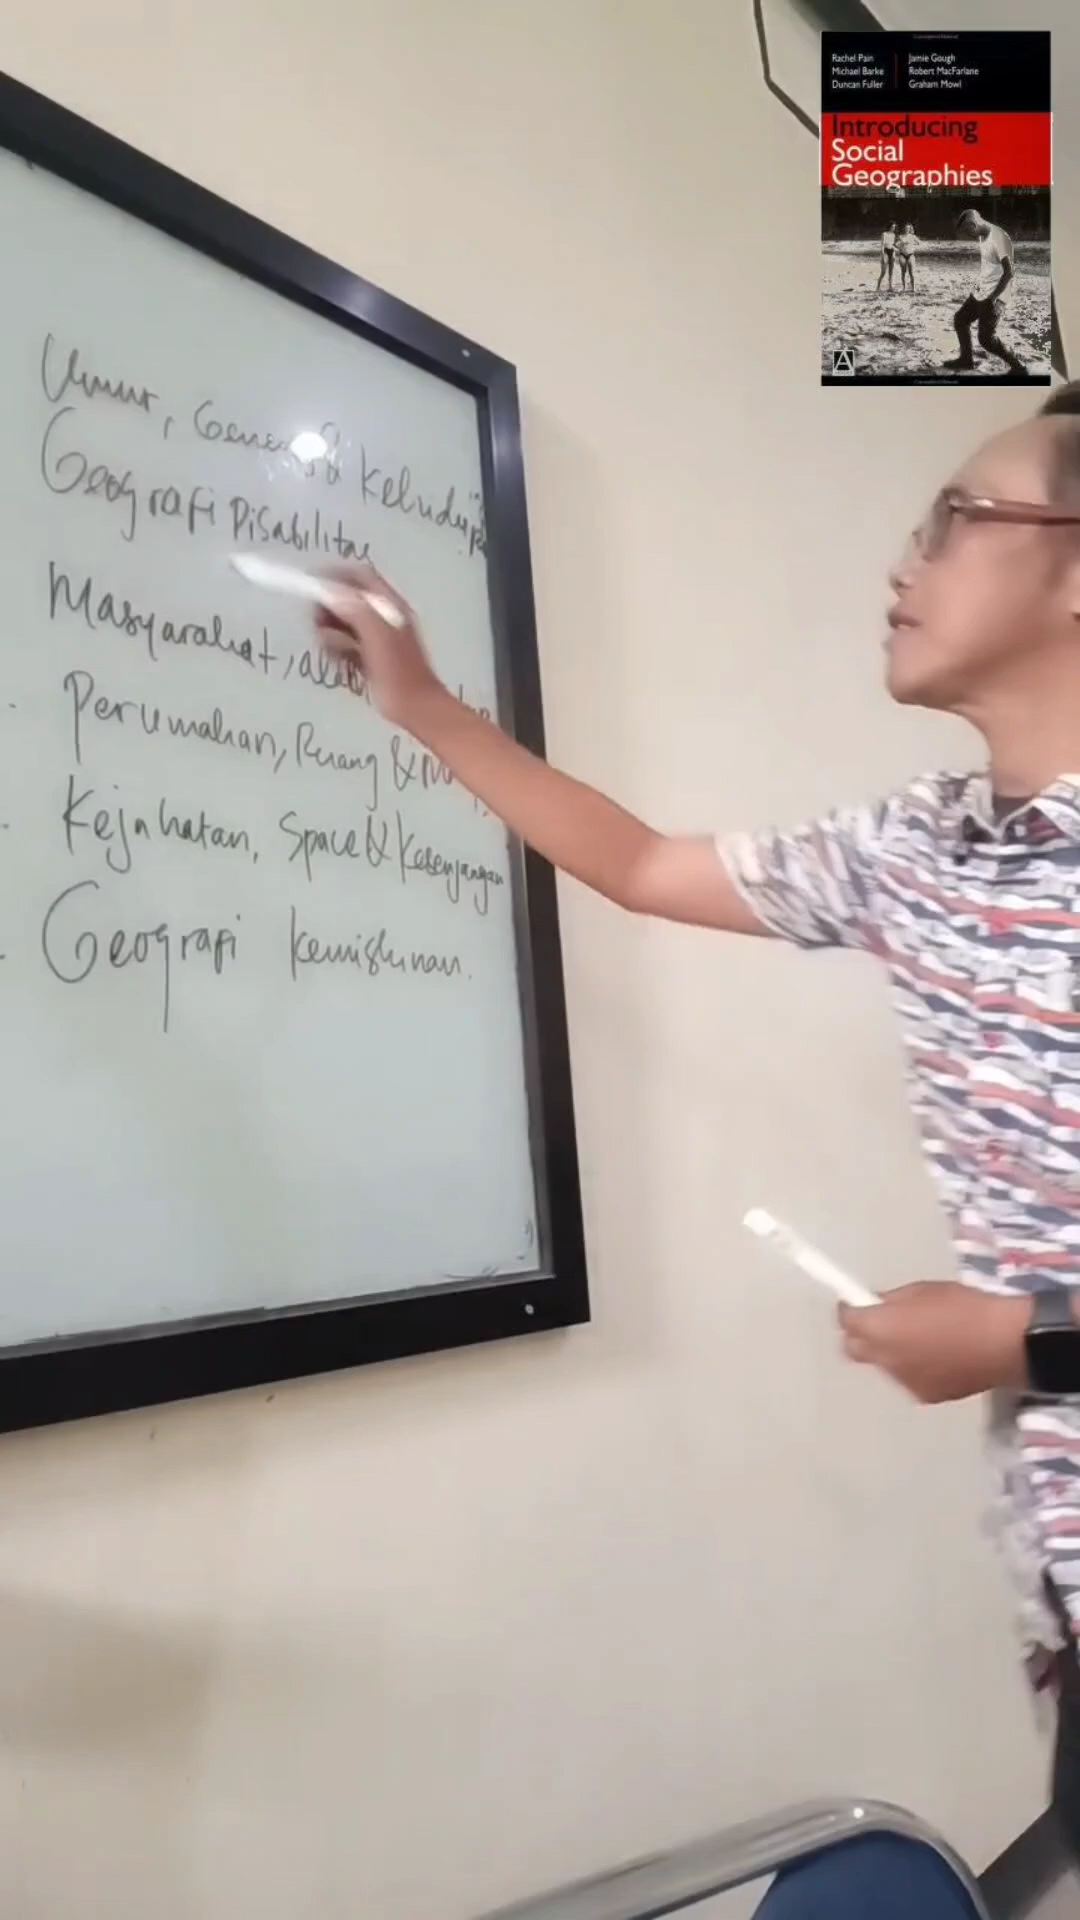 Rachel Pain
Michael Barke
Duncan Fuller
Jamie Gough
Robert MacFarlane
Graham Mowl
Introducing
Social
Geographies
Umur, &
Geografi Disabilitas
Masyarakat,
Perumahan, Ruang &
Kejahatan, Space & Kesenjangan
Geografi Kemiskinan.